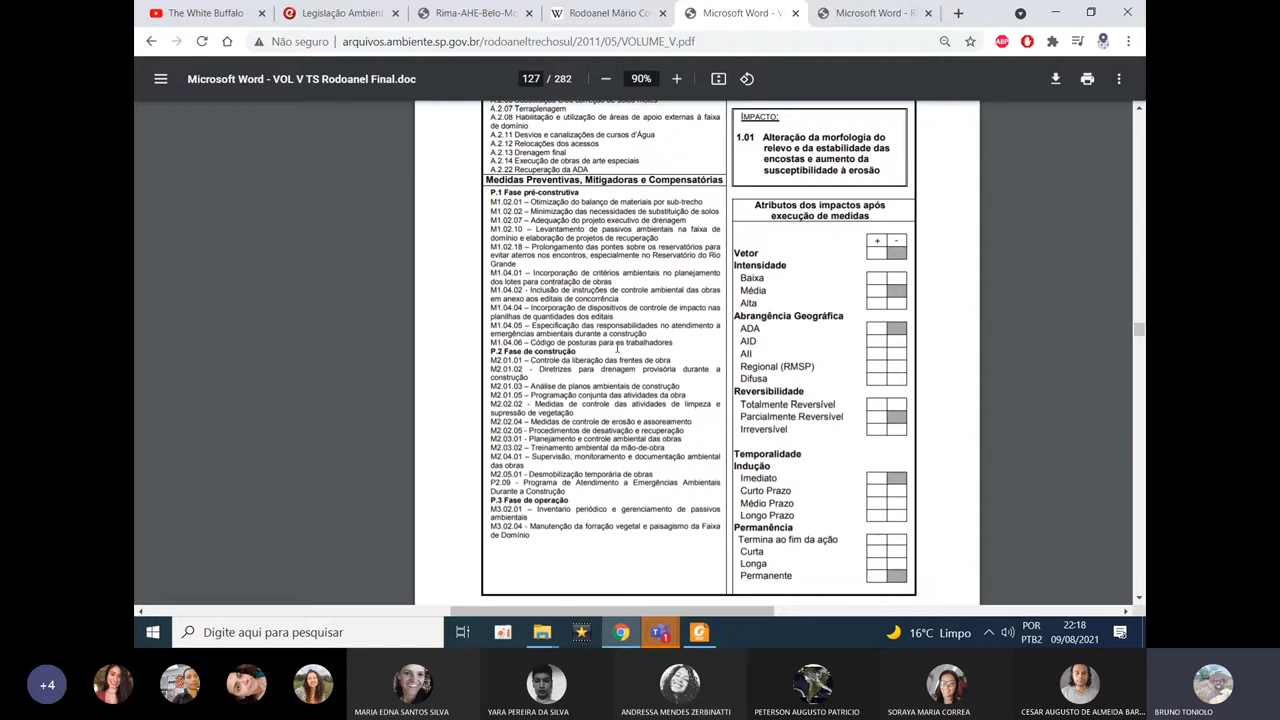 The White Buffalo -
Legislação Ambient
Rima-AHE-Belo-Mo
Rodoanel Mário Co
Microsoft Word - V
Microsoft Word - R
Não seguro
arquivos.ambiente.sp.gov.br/rodoaneltrechosul/2011/05/VOLUME_V.pdf
ABP
Microsoft Word - VOL V TS Rodoanel Final.doc
127 / 282
90%
A.2.07 Terraplenagem
A.2.08 Habilitação e utilização de áreas de apoio externas à faixa
de domínio
A.2.11 Desvios e canalizações de cursos d'Água
A.2.12 Relocações dos acessos
A.2.13 Drenagem final
A.2.14 Execução de obras de arte especiais
A.2.22 Recuperação da ADA
Medidas Preventivas, Mitigadoras e Compensatórias
P.1 Fase pré-construtiva
M1.02.01 – Otimização do balanço de materiais por sub-trecho
M1.02.02 – Minimização das necessidades de substituição de solos
M1.02.07 – Adequação do projeto executivo de drenagem
M1.02.10 – Levantamento de passivos ambientais na faixa de
domínio e elaboração de projetos de recuperação
M1.02.18 – Prolongamento das pontes sobre os reservatórios para
evitar aterros nos encontros, especialmente no Reservatório do Rio
Grande
M1.04.01 – Incorporação de critérios ambientais no planejamento
dos lotes para contratação de obras
M1.04.02 - Inclusão de instruções de controle ambiental das obras
em anexo aos editais de concorrência
M1.04.04 – Incorporação de dispositivos de controle de impacto nas
planilhas de quantidades dos editais
M1.04.05 – Especificação das responsabilidades no atendimento a
emergências ambientais durante a construção
M1.04.06 – Código de posturas para os trabalhadores
P.2 Fase de construção
M2.01.01 – Controle da liberação das frentes de obra
M2.01.02 - Diretrizes para drenagem provisória durante a
construção
M2.01.03 – Análise de planos ambientais de construção
M2.01.05 – Programação conjunta das atividades da obra
M2.02.02 - Medidas de controle das atividades de limpeza e
supressão de vegetação
M2.02.04 – Medidas de controle de erosão e assoreamento
M2.02.05 - Procedimentos de desativação e recuperação
M2.03.01 - Planejamento e controle ambiental das obras
M2.03.02 – Treinamento ambiental da mão-de-obra
M2.04.01 – Supervisão, monitoramento e documentação ambiental
das obras
M2.05.01 - Desmobilização temporária de obras
P2.09 - Programa de Atendimento a Emergências Ambientais
Durante a Construção
P.3 Fase de operação
M3.02.01 – Inventario periódico e gerenciamento de passivos
ambientais
M3.02.04 - Manutenção da forração vegetal e paisagismo da Faixa
de Domínio
IMPACTO:
1.01 Alteração da morfologia do
relevo e da estabilidade das
encostas e aumento da
susceptibilidade à erosão
Atributos dos impactos após
execução de medidas
+ -
Vetor
Intensidade
Baixa
Média
Alta
Abrangência Geográfica
ADA
AID
AII
Regional (RMSP)
Difusa
Reversibilidade
Totalmente Reversível
Parcialmente Reversível
Irreversível
Temporalidade
Indução
Imediato
Curto Prazo
Médio Prazo
Longo Prazo
Permanência
Termina ao fim da ação
Curta
Longa
Permanente
Digite aqui para pesquisar
1
16°C Limpo
POR
PTB2
22:18
09/08/2021
+4
MARIA EDNA SANTOS SILVA
YARA PEREIRA DA SILVA
ANDRESSA MENDES ZERBINATTI
PETERSON AUGUSTO PATRICIO
SORAYA MARIA CORREA
CESAR AUGUSTO DE ALMEIDA BAR...
BRUNO TONIOLO